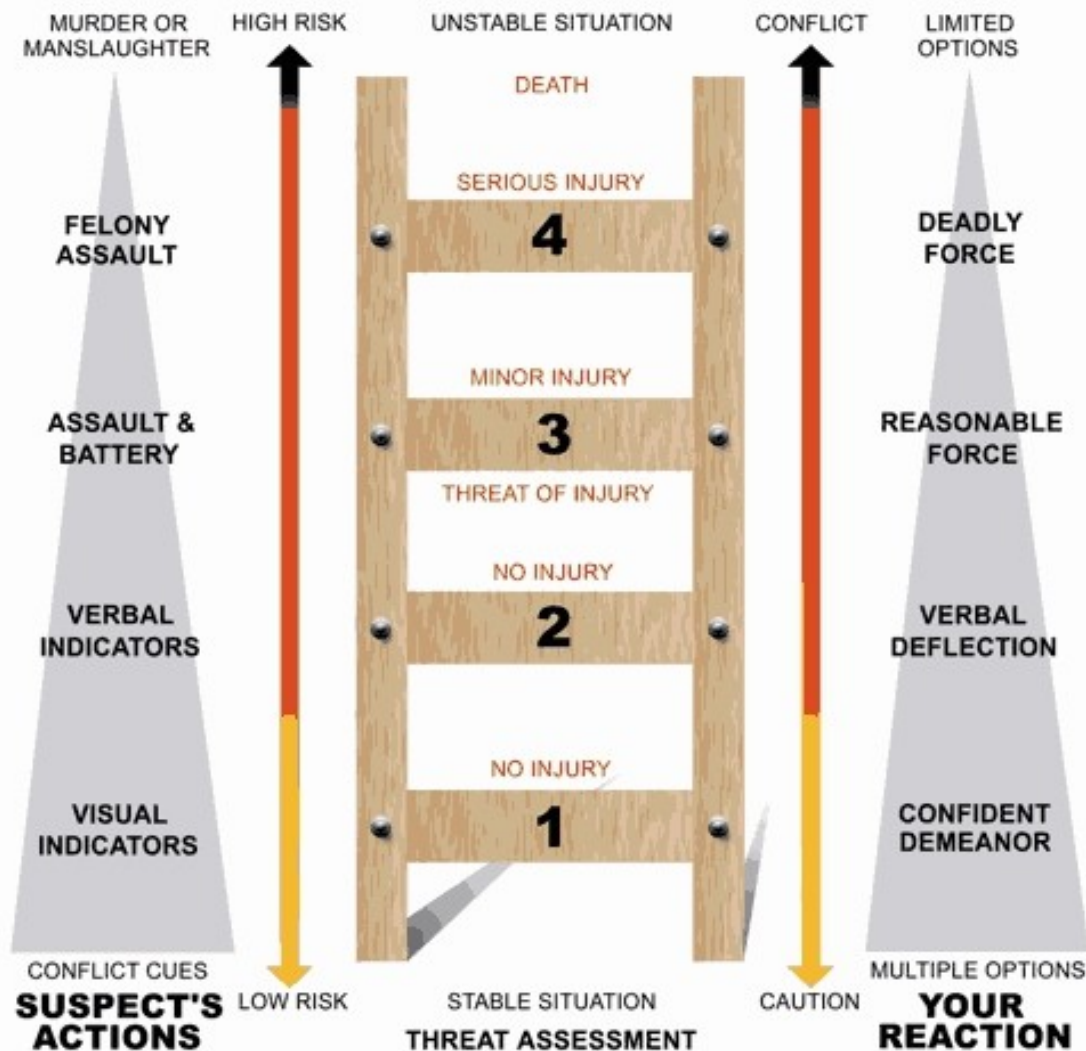 MURDER OR
MANSLAUGHTER
HIGH RISK
UNSTABLE SITUATION
CONFLICT
LIMITED
OPTIONS
DEATH
SERIOUS INJURY
FELONY
ASSAULT
4
DEADLY
FORCE
MINOR INJURY
ASSAULT &
BATTERY
3
REASONABLE
FORCE
THREAT OF INJURY
NO INJURY
VERBAL
INDICATORS
2
VERBAL
DEFLECTION
NO INJURY
VISUAL
INDICATORS
1
CONFIDENT
DEMEANOR
CONFLICT CUES
SUSPECT'S
ACTIONS
LOW RISK
STABLE SITUATION
THREAT ASSESSMENT
CAUTION
MULTIPLE OPTIONS
YOUR
REACTION